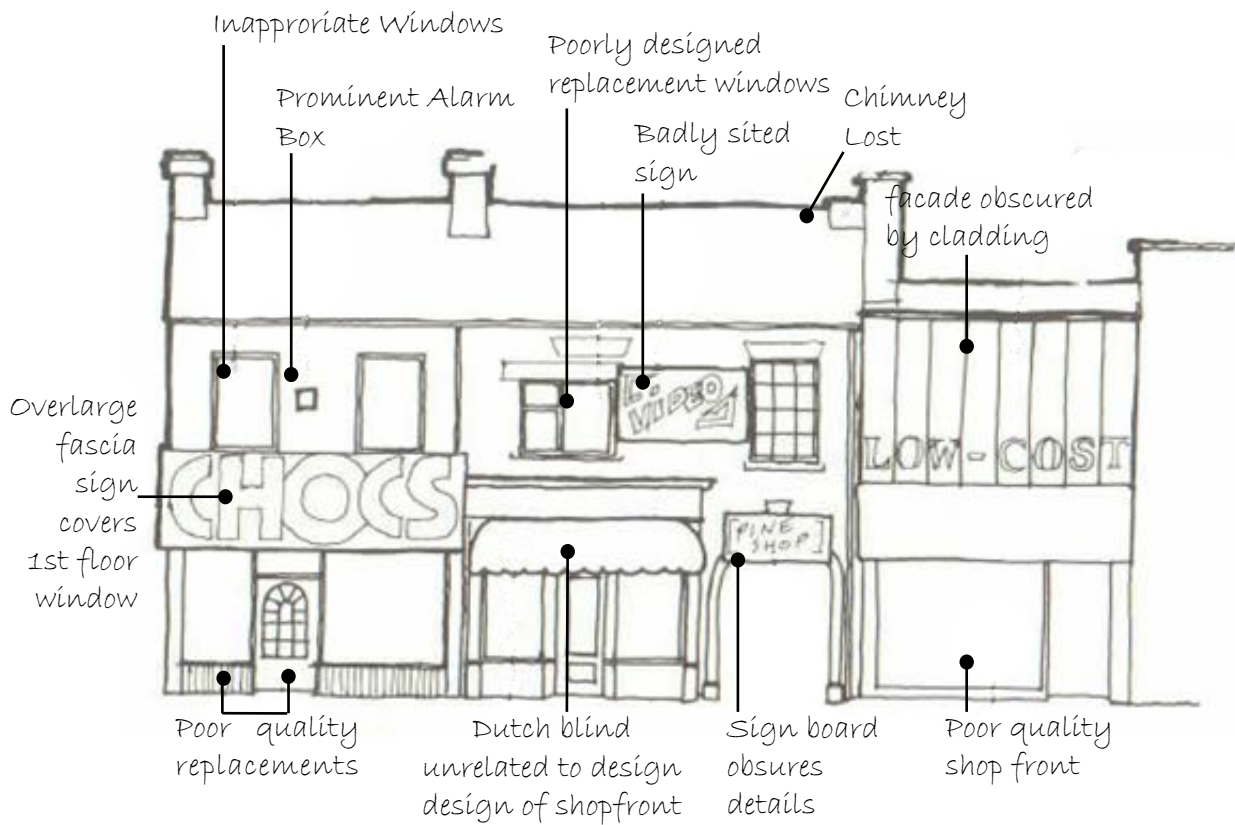 Inapproriate Windows
Prominent Alarm
Box
Poorly designed
replacement windows
Badly sited
sign
Chimney
Lost
facade obscured
by cladding
Overlarge
fascia
sign
covers
1st floor
window
CHOCS
VIDEO
[PINE
SHOP]
LOW-COST
Poor quality
replacements
Dutch blind
unrelated to design
design of shopfront
Sign board
obsures
details
Poor quality
shop front